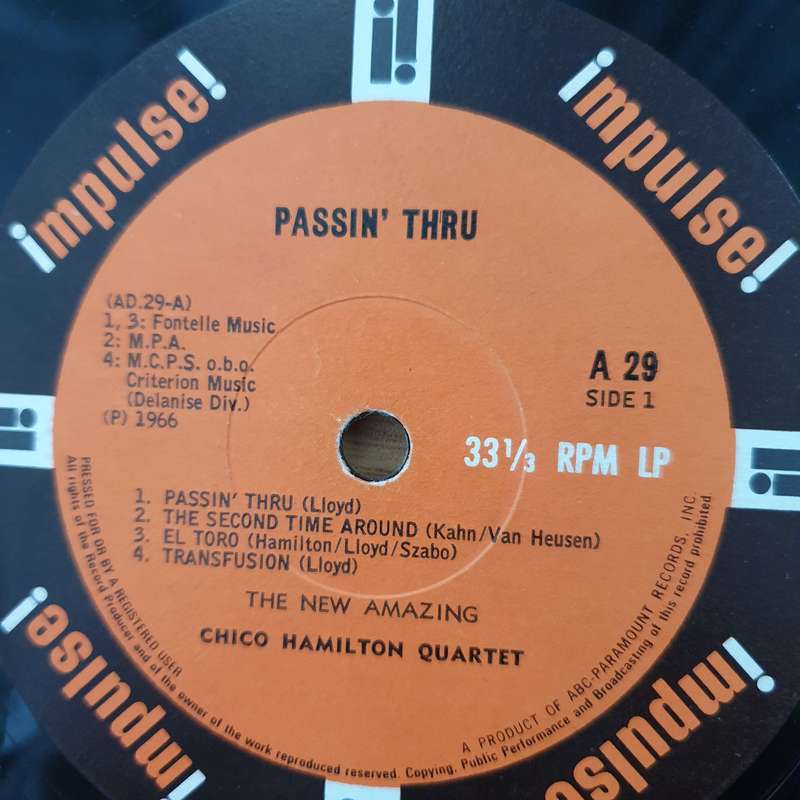 impulse!
impulse!
PASSIN' THRU
(AD.29-A)
1, 3: Fontelle Music
2: M.P.A.
4: M.C.P.S. o.b.o.
Criterion Music
(Delanise Div.)
(P) 1966
A 29
SIDE 1
33 1/3 RPM LP
1. PASSIN' THRU (Lloyd)
2. THE SECOND TIME AROUND (Kahn/Van Heusen)
3. EL TORO (Hamilton/Lloyd/Szabo)
4. TRANSFUSION (Lloyd)
THE NEW AMAZING
CHICO HAMILTON QUARTET
PRESSED FOR OR BY A REGISTERED USER
All rights of the Record Producer and of the owner of the work reproduced reserved. Copying, Public Performance and Broadcasting of this record prohibited.
A PRODUCT OF ABC-PARAMOUNT RECORDS, INC.
impulse!
impulse!